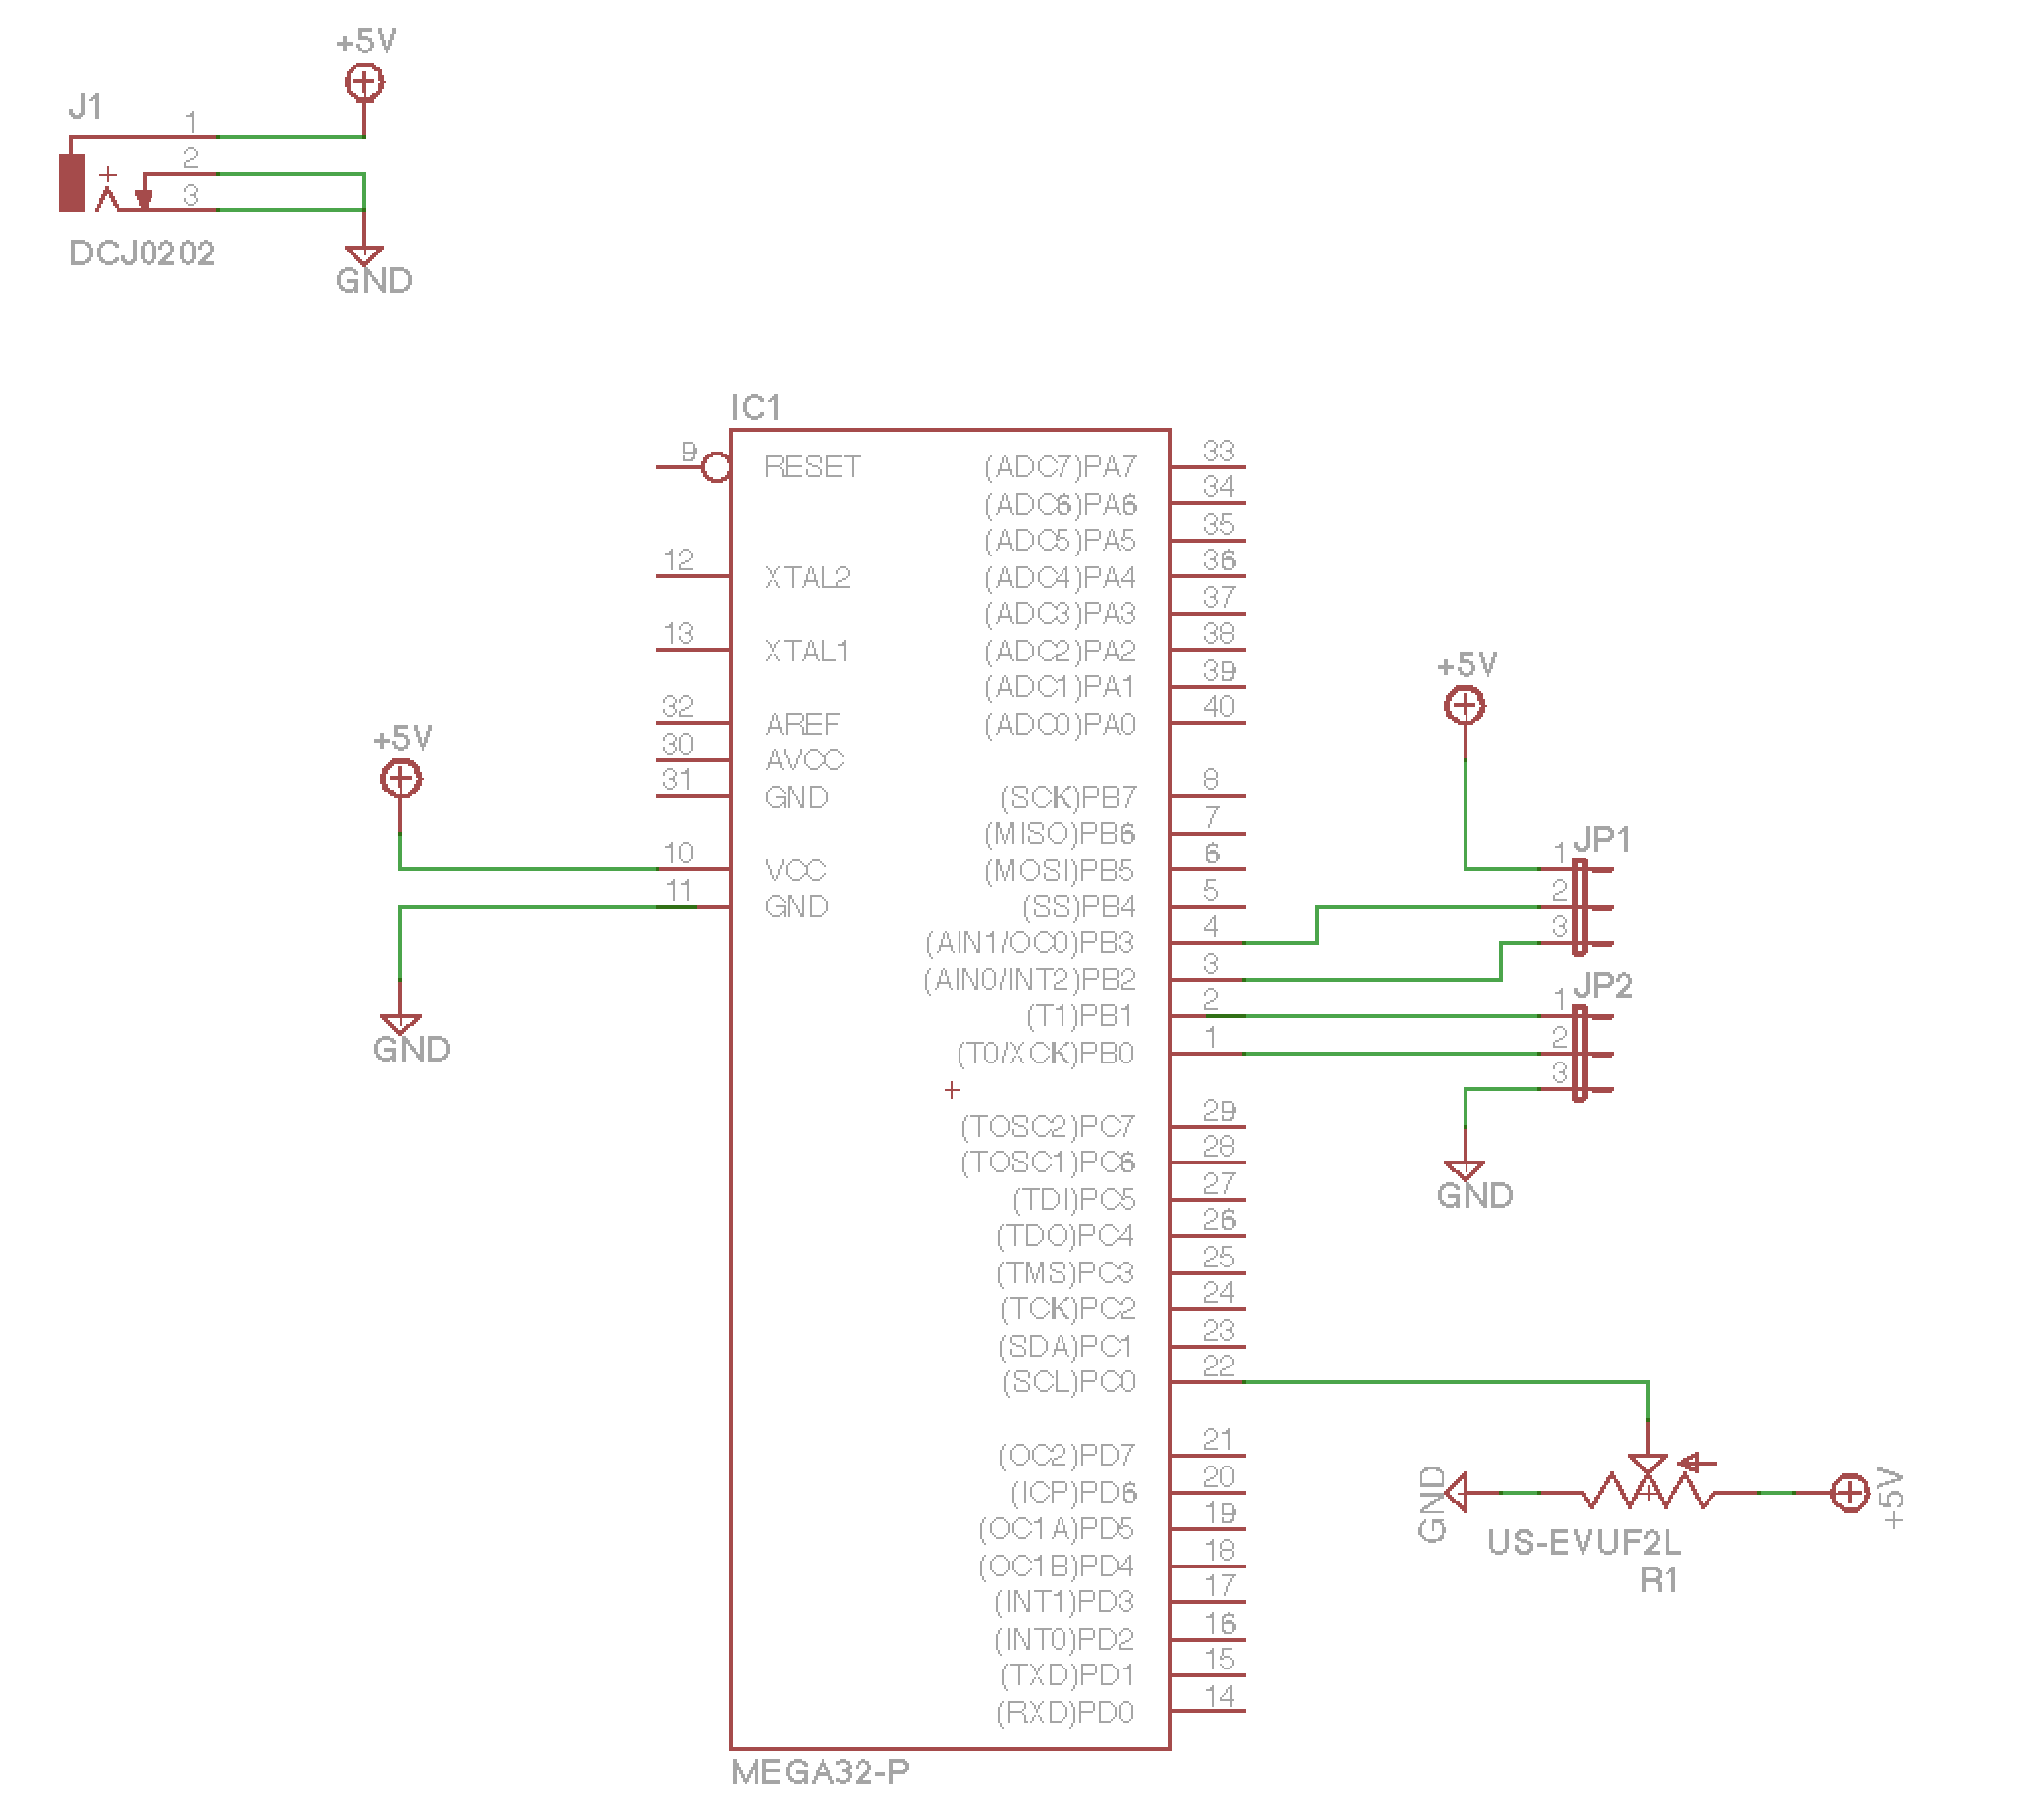 +5V
J1
1
2
3
DCJ0202
GND
IC1
9 RESET (ADC7)PA7 33
(ADC6)PA6 34
(ADC5)PA5 35
12 XTAL2 (ADC4)PA4 36
(ADC3)PA3 37
13 XTAL1 (ADC2)PA2 38
(ADC1)PA1 39
32 AREF (ADC0)PA0 40
30 AVCC
31 GND (SCK)PB7 8
(MISO)PB6 7
10 VCC (MOSI)PB5 6
11 GND (SS)PB4 5
(AIN1/OC0)PB3 4
(AIN0/INT2)PB2 3
(T1)PB1 2
(T0/XCK)PB0 1
(TOSC2)PC7 29
(TOSC1)PC6 28
(TDI)PC5 27
(TDO)PC4 26
(TMS)PC3 25
(TCK)PC2 24
(SDA)PC1 23
(SCL)PC0 22
(OC2)PD7 21
(ICP)PD6 20
(OC1A)PD5 19
(OC1B)PD4 18
(INT1)PD3 17
(INT0)PD2 16
(TXD)PD1 15
(RXD)PD0 14
MEGA32-P
+5V
GND
+5V
JP1
1
2
3
JP2
1
2
3
GND
GND
+5V
US-EVUF2L
R1